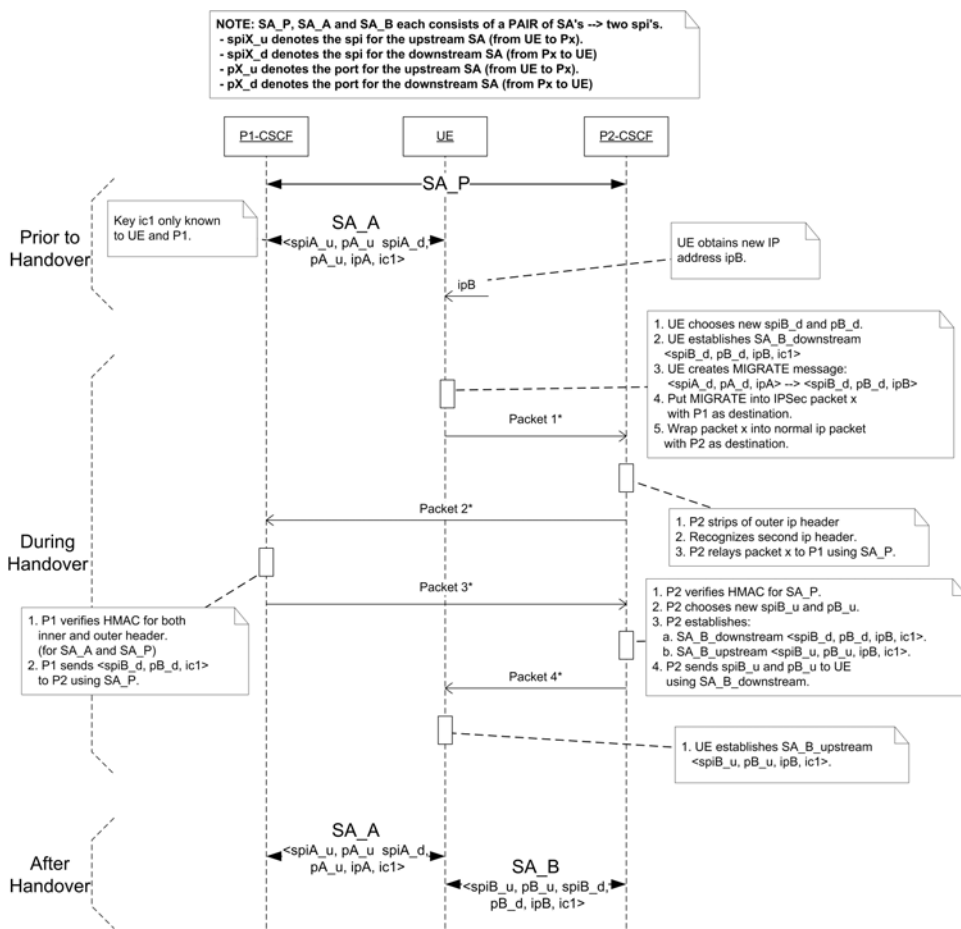 NOTE: SA_P, SA_A and SA_B each consists of a PAIR of SA's --> two spi's.
- spiX_u denotes the spi for the upstream SA (from UE to Px).
- spiX_d denotes the spi for the downstream SA (from Px to UE)
- pX_u denotes the port for the upstream SA (from UE to Px).
- pX_d denotes the port for the downstream SA (from Px to UE)
P1-CSCF
UE
P2-CSCF
SA_P
Prior to
Handover
Key ic1 only known
to UE and P1.
SA_A
<spiA_u, pA_u spiA_d,
pA_u, ipA, ic1>
UE obtains new IP
address ipB.
ipB
1. UE chooses new spiB_d and pB_d.
2. UE establishes SA_B_downstream
<spiB_d, pB_d, ipB, ic1>
3. UE creates MIGRATE message:
<spiA_d, pA_d, ipA> --> <spiB_d, pB_d, ipB>
4. Put MIGRATE into IPSec packet x
with P1 as destination.
5. Wrap packet x into normal ip packet
with P2 as destination.
Packet 1*
During
Handover
1. P2 strips of outer ip header
2. Recognizes second ip header.
3. P2 relays packet x to P1 using SA_P.
Packet 2*
1. P1 verifies HMAC for both
inner and outer header.
(for SA_A and SA_P)
2. P1 sends <spiB_d, pB_d, ic1>
to P2 using SA_P.
Packet 3*
1. P2 verifies HMAC for SA_P.
2. P2 chooses new spiB_u and pB_u.
3. P2 establishes:
a. SA_B_downstream <spiB_d, pB_d, ipB, ic1>.
b. SA_B_upstream <spiB_u, pB_u, ipB, ic1>.
4. P2 sends spiB_u and pB_u to UE
using SA_B_downstream.
Packet 4*
1. UE establishes SA_B_upstream
<spiB_u, pB_u, ipB, ic1>.
After
Handover
SA_A
<spiA_u, pA_u spiA_d,
pA_u, ipA, ic1>
SA_B
<spiB_u, pB_u, spiB_d,
pB_d, ipB, ic1>